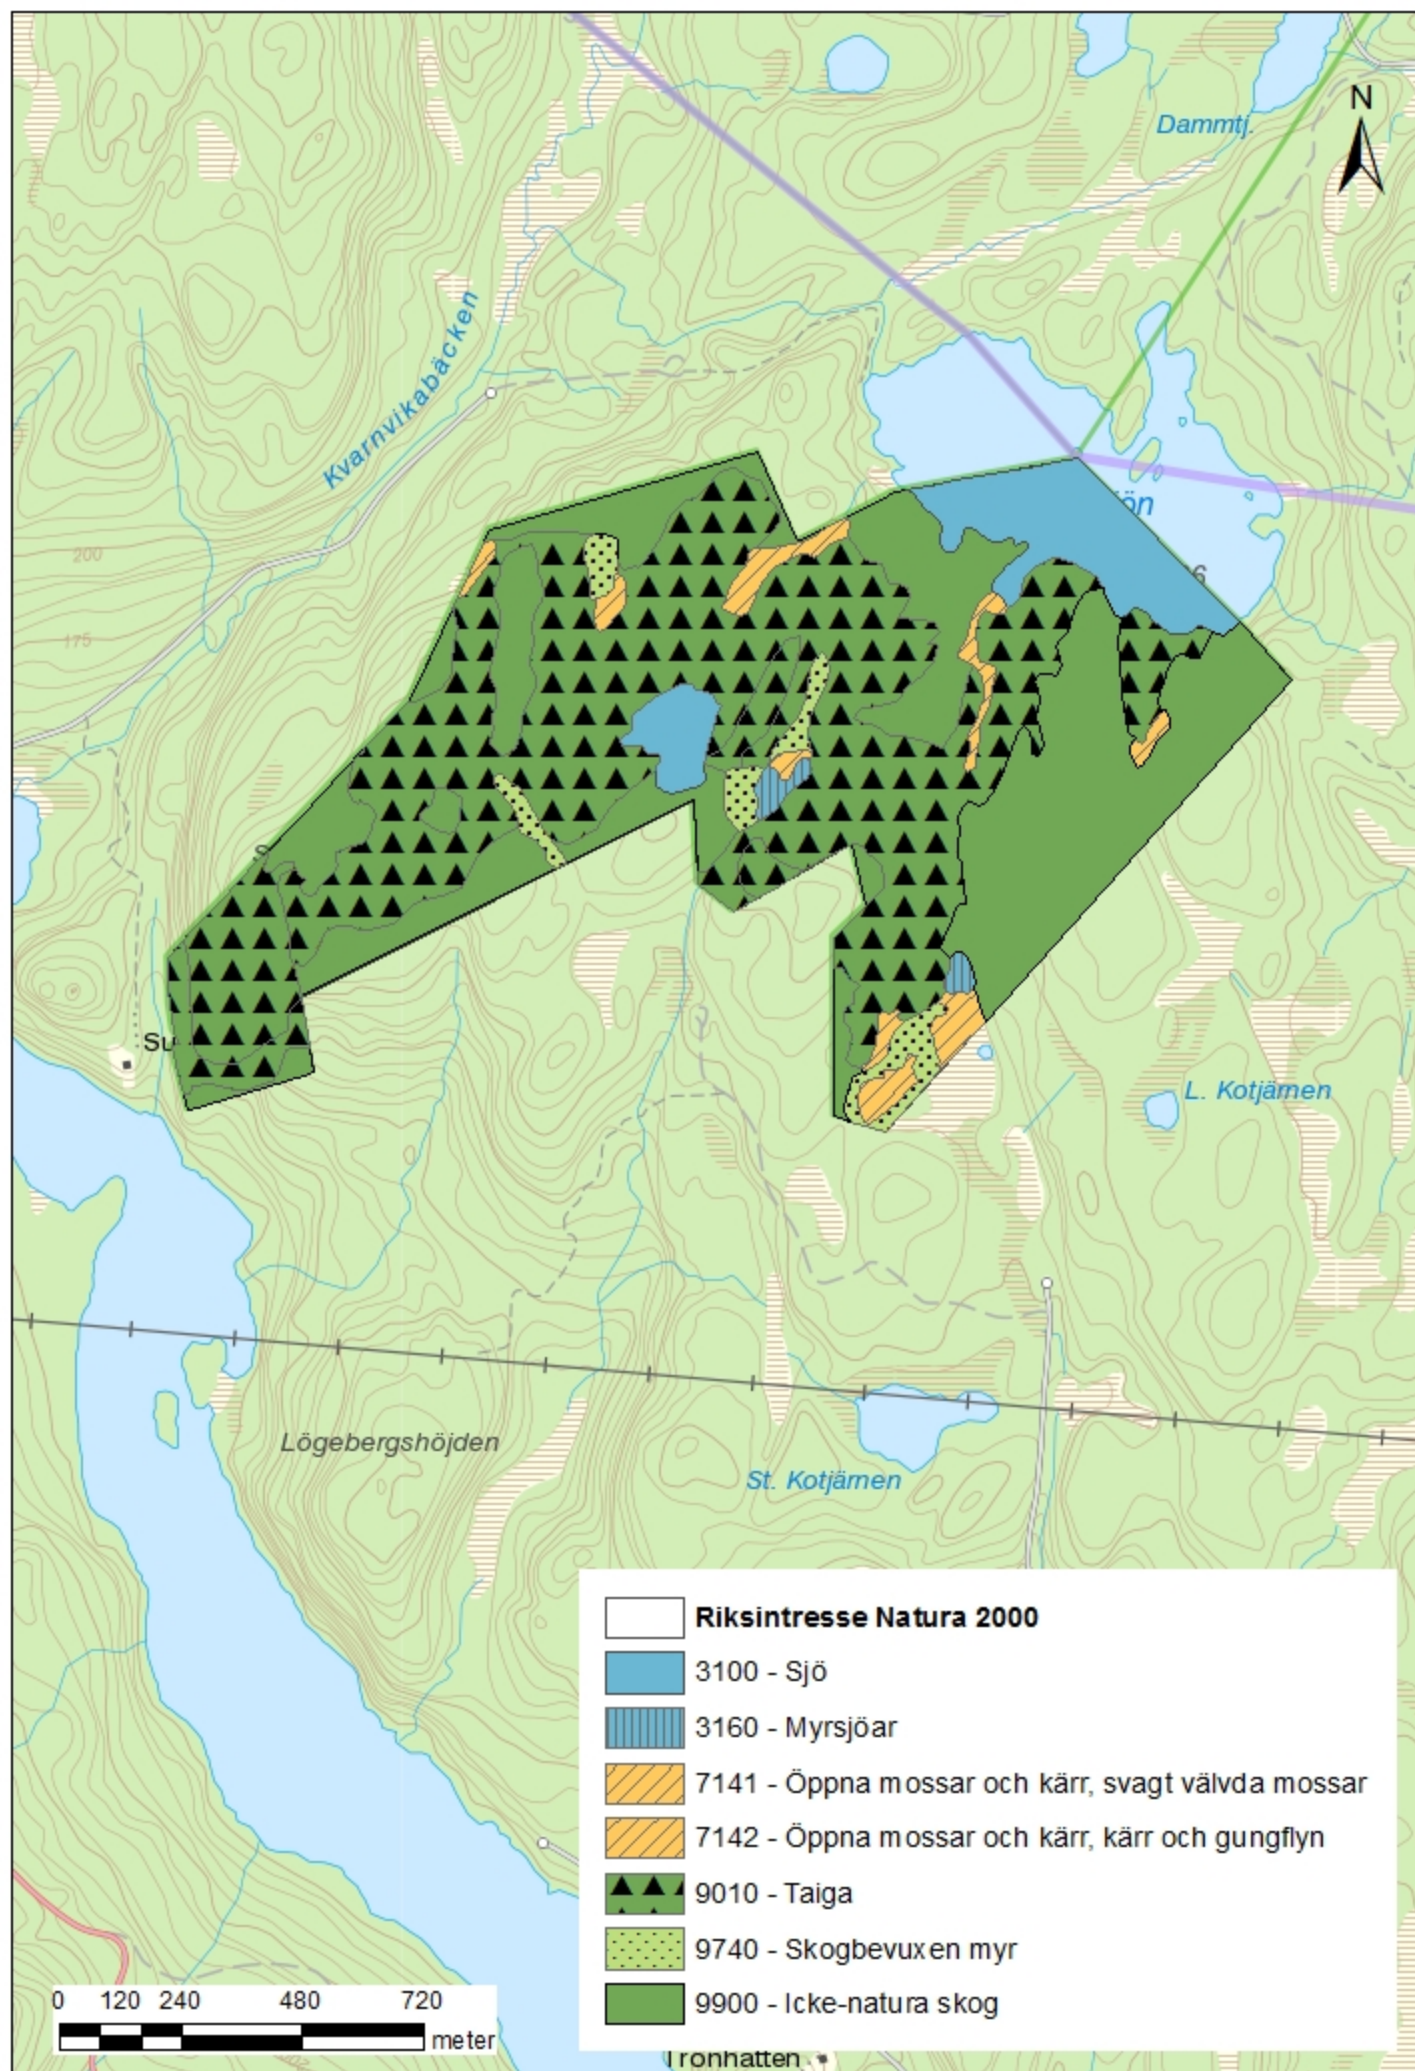 N
Dammtj.
Kvarnvikabäcken
ön
200
6
175
S
Su
L. Kotjärnen
Lögebergshöjden
St. Kotjärnen
Riksintresse Natura 2000
3100 - Sjö
3160 - Myrsjöar
7141 - Öppna mossar och kärr, svagt välvda mossar
7142 - Öppna mossar och kärr, kärr och gungflyn
9010 - Taiga
9740 - Skogbevuxen myr
9900 - Icke-natura skog
0 120 240 480 720
meter
Tronhatten